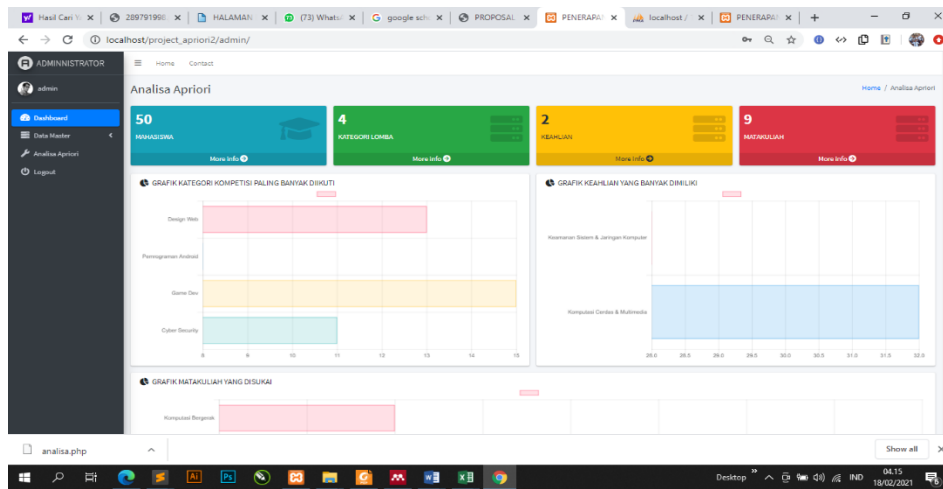 Hasil Cari Y
289791998
HALAMAN
(73) Whats
google sch
PROPOSAL
PENERAPA
localhost /
PENERAPA
localhost/project_apriori2/admin/
ADMINNISTRATOR
Home Contact
admin
Analisa Apriori
Home / Analisa Apriori
Dashboard
Data Master
Analisa Apriori
Logout
50
MAHASISWA
More info
4
KATEGORI LOMBA
More info
2
KEAHLIAN
More info
9
MATAKULIAH
More info
GRAFIK KATEGORI KOMPETISI PALING BANYAK DIIKUTI
Design Web
Pemrograman Android
Game Dev
Cyber Security
8 9 10 11 12 13 14 15
GRAFIK KEAHLIAN YANG BANYAK DIMILIKI
Keamanan Sistem & Jaringan Komputer
Komputasi Cerdas & Multimedia
28.0 28.5 29.0 29.5 30.0 30.5 31.0 31.5 32.0
GRAFIK MATAKULIAH YANG DISUKAI
Komputasi Bergerak
analisa.php
Show all
Desktop
IND
04.15
18/02/2021